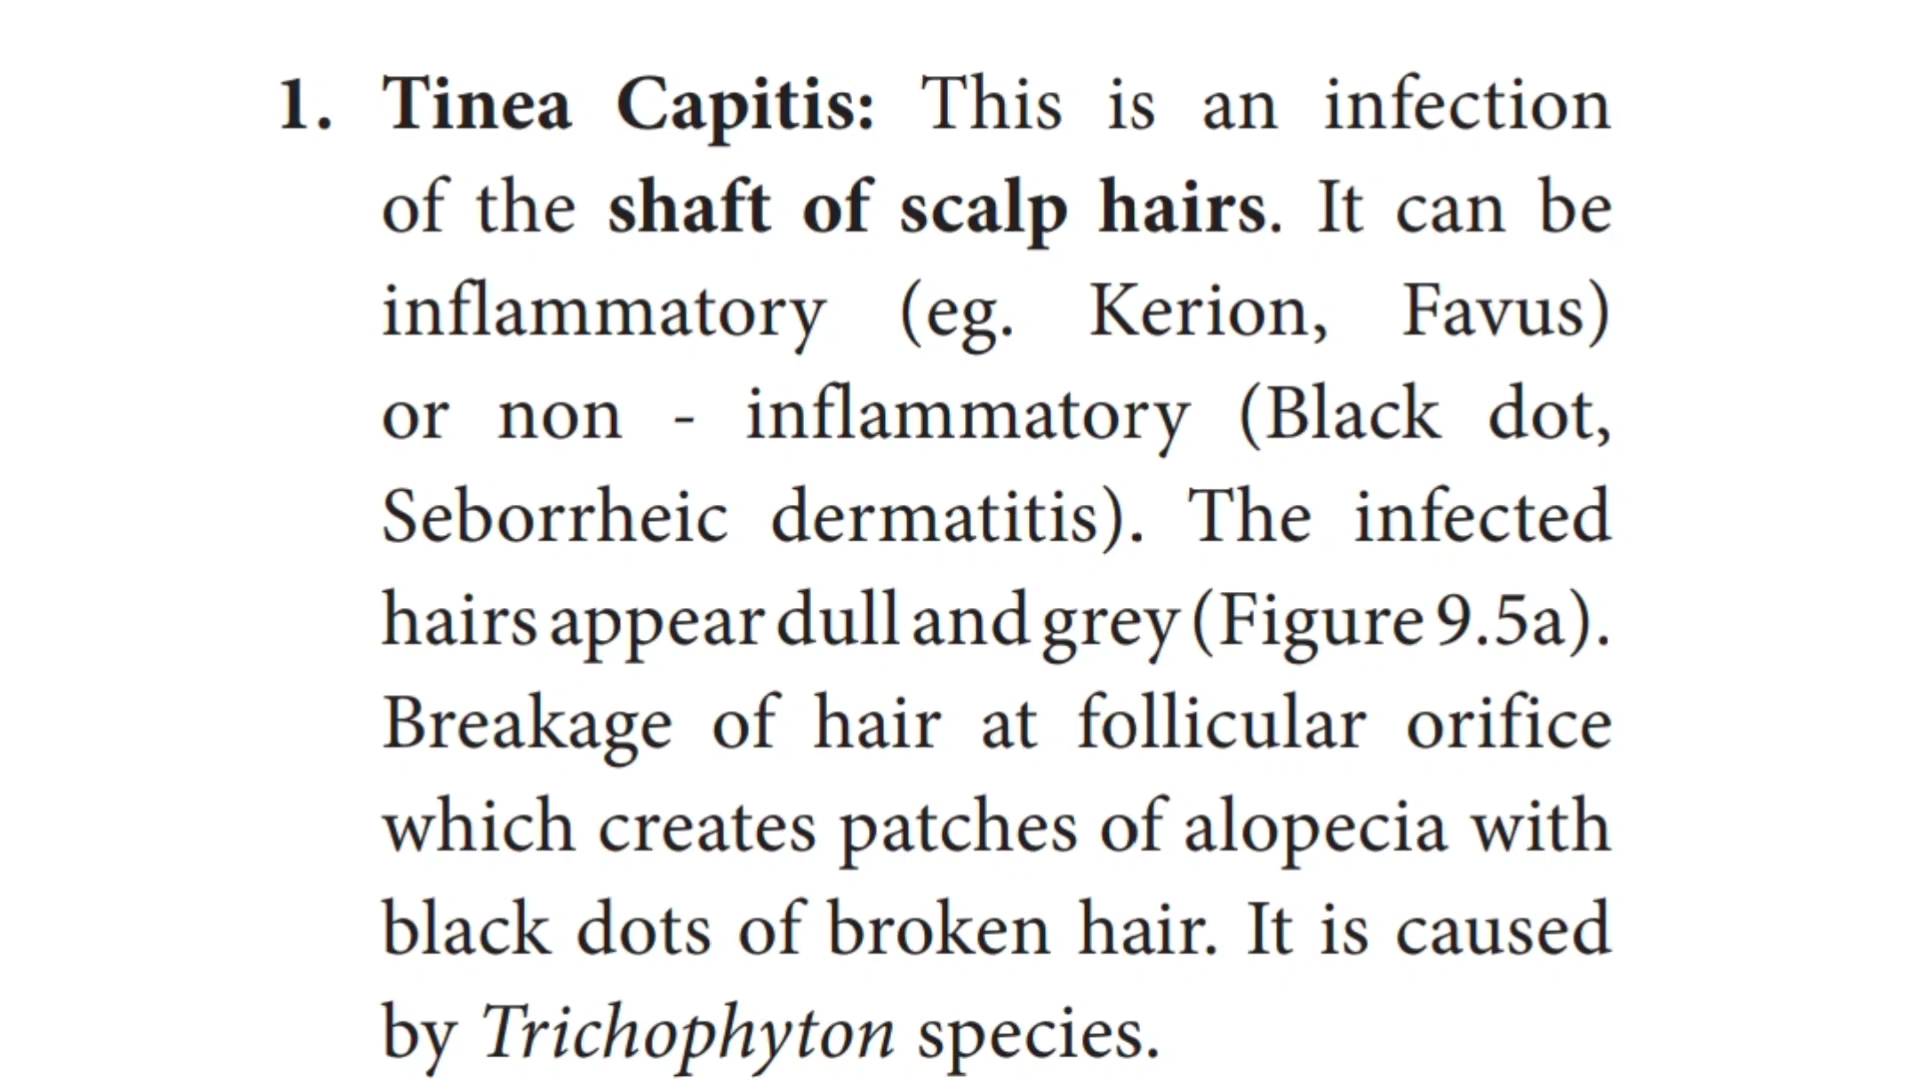 1. Tinea Capitis: This is an infection
of the shaft of scalp hairs. It can be
inflammatory (eg. Kerion, Favus)
or non - inflammatory (Black dot,
Seborrheic dermatitis). The infected
hairs appear dull and grey (Figure 9.5a).
Breakage of hair at follicular orifice
which creates patches of alopecia with
black dots of broken hair. It is caused
by Trichophyton species.